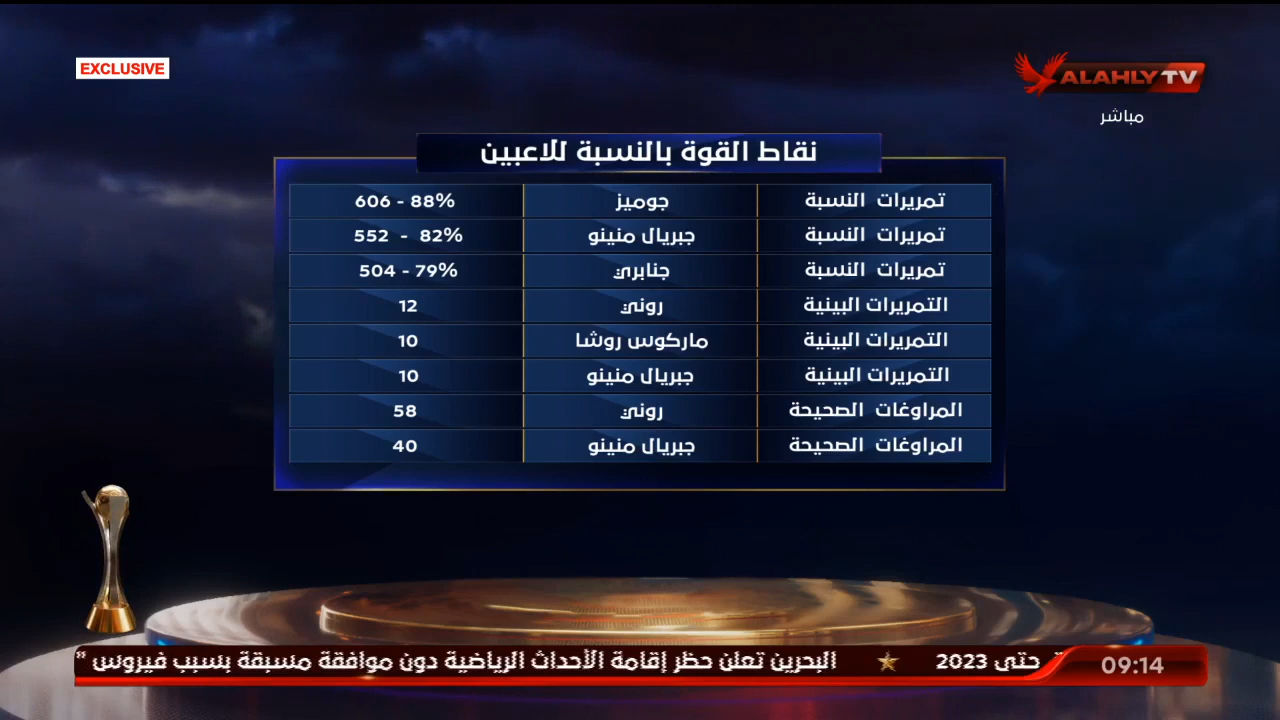 EXCLUSIVE
ALAHLY TV
مباشر
نقاط القوة بالنسبة للاعبين
تمريرات النسبة جوميز 606 - 88%
تمريرات النسبة جبريال منينو 552 - 82%
تمريرات النسبة جنابري 504 - 79%
التمريرات البينية روني 12
التمريرات البينية ماركوس روشا 10
التمريرات البينية جبريال منينو 10
المراوغات الصحيحة روني 58
المراوغات الصحيحة جبريال منينو 40
حتى 2023 البحرين تعلن حظر إقامة الأحداث الرياضية دون موافقة مسبقة بسبب فيروس "
09:14